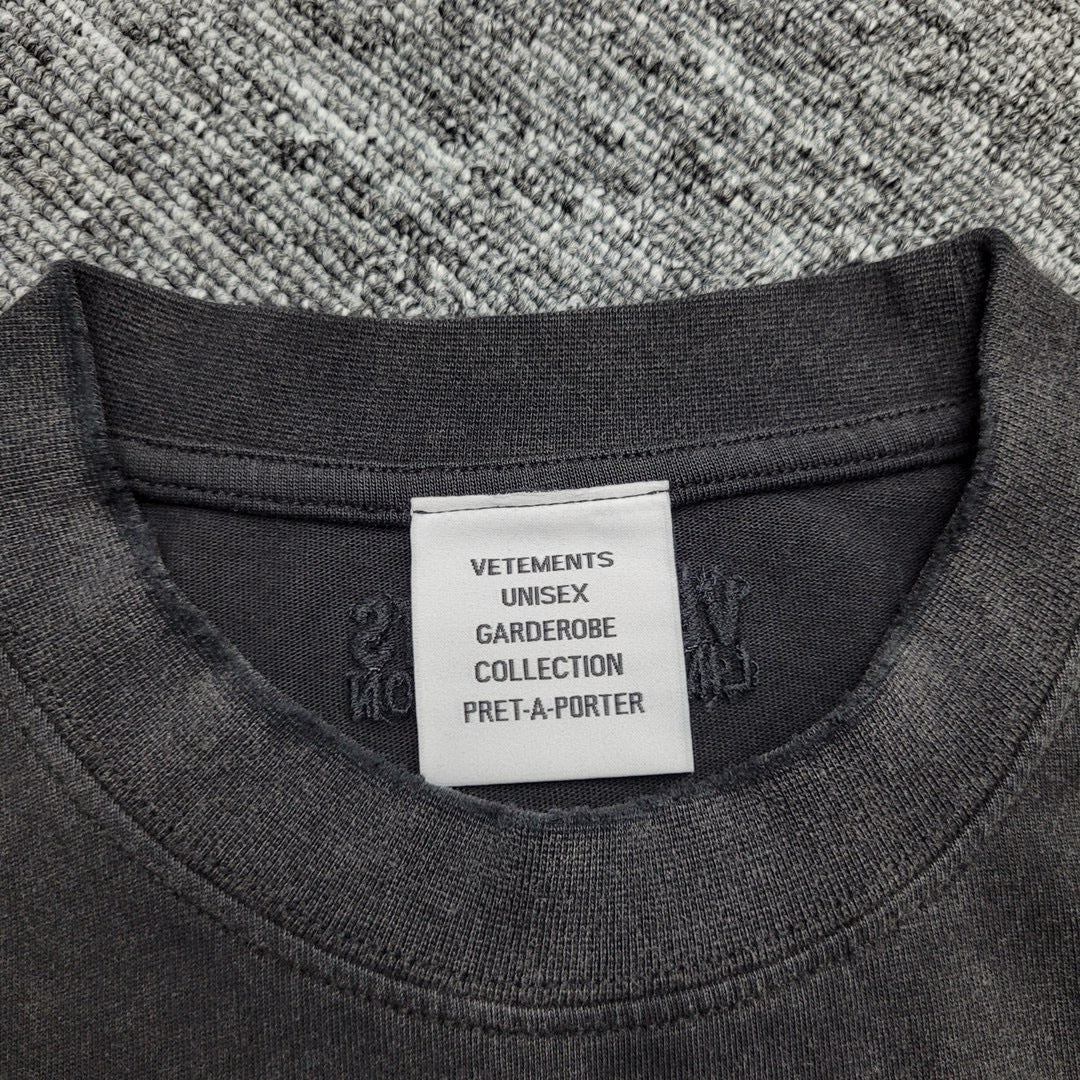 VETEMENTS
UNISEX
GARDEROBE
COLLECTION
PRET-A-PORTER